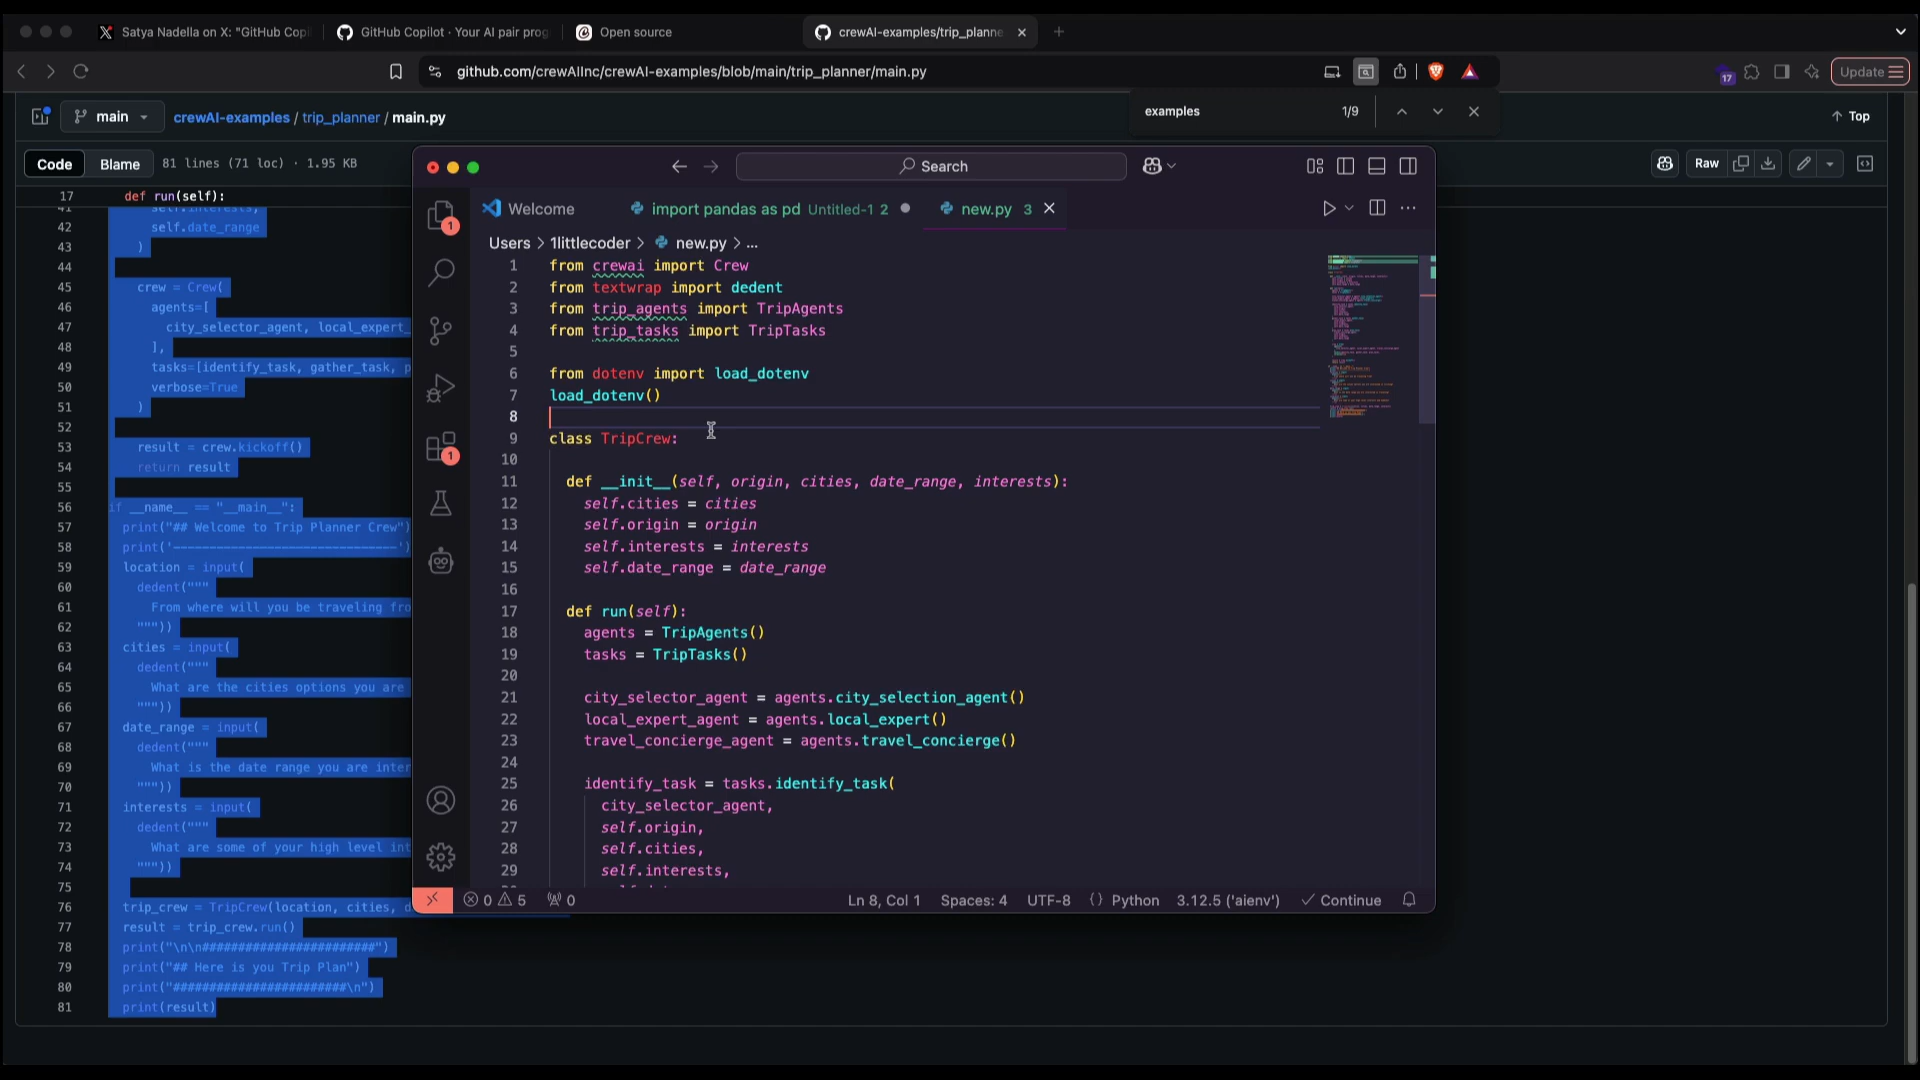 Satya Nadella on X: "GitHub Copi
GitHub Copilot · Your AI pair prog
Open source
crewAI-examples/trip_planne
github.com/crewAIInc/crewAI-examples/blob/main/trip_planner/main.py
17
Update
main
crewAI-examples / trip_planner / main.py
examples
1/9
Top
Code
Blame
81 lines (71 loc) · 1.95 KB
Raw
17 def run(self):
41 self.interests,
42 self.date_range
43 )
44
45 crew = Crew(
46 agents=[
47 city_selector_agent, local_expert_
48 ],
49 tasks=[identify_task, gather_task, p
50 verbose=True
51 )
52
53 result = crew.kickoff()
54 return result
55
56 if __name__ == "__main__":
57 print("## Welcome to Trip Planner Crew")
58 print('-------------------------------')
59 location = input(
60 dedent("""
61 From where will you be traveling fro
62 """))
63 cities = input(
64 dedent("""
65 What are the cities options you are
66 """))
67 date_range = input(
68 dedent("""
69 What is the date range you are inter
70 """))
71 interests = input(
72 dedent("""
73 What are some of your high level int
74 """))
75
76 trip_crew = TripCrew(location, cities, d
77 result = trip_crew.run()
78 print("\n\n########################")
79 print("## Here is you Trip Plan")
80 print("########################\n")
81 print(result)
Search
1
1
Welcome
import pandas as pd Untitled-1 2
new.py 3
Users > 1littlecoder > new.py > ...
1 from crewai import Crew
2 from textwrap import dedent
3 from trip_agents import TripAgents
4 from trip_tasks import TripTasks
5
6 from dotenv import load_dotenv
7 load_dotenv()
8
9 class TripCrew:
10
11 def __init__(self, origin, cities, date_range, interests):
12 self.cities = cities
13 self.origin = origin
14 self.interests = interests
15 self.date_range = date_range
16
17 def run(self):
18 agents = TripAgents()
19 tasks = TripTasks()
20
21 city_selector_agent = agents.city_selection_agent()
22 local_expert_agent = agents.local_expert()
23 travel_concierge_agent = agents.travel_concierge()
24
25 identify_task = tasks.identify_task(
26 city_selector_agent,
27 self.origin,
28 self.cities,
29 self.interests,
0 5 0
Ln 8, Col 1
Spaces: 4
UTF-8
Python
3.12.5 ('aienv')
Continue